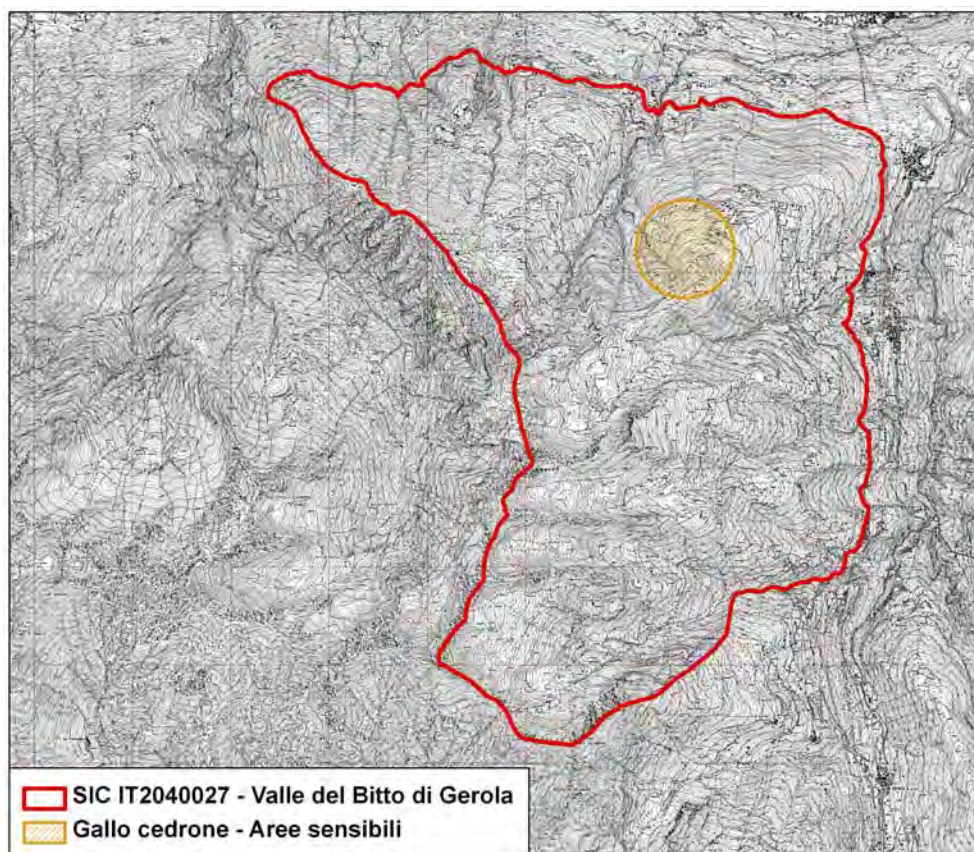 SIC IT2040027 - Valle del Bitto di Gerola
Gallo cedrone - Aree sensibili